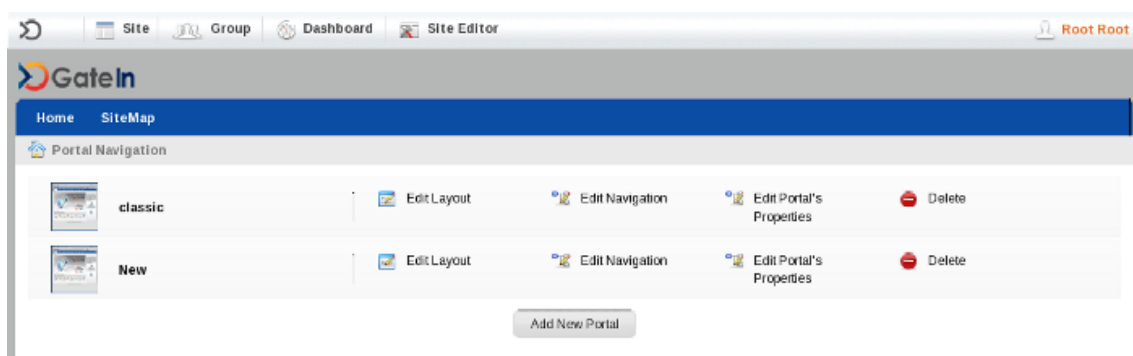 Site Group Dashboard Site Editor Root Root
GateIn
Home SiteMap
Portal Navigation
classic Edit Layout Edit Navigation Edit Portal's Properties Delete
New Edit Layout Edit Navigation Edit Portal's Properties Delete
Add New Portal